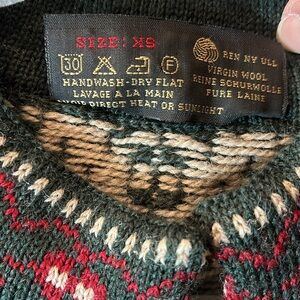 SIZE: XS
30 F
HANDWASH-DRY FLAT
LAVAGE A LA MAIN
AVOID DIRECT HEAT OR SUNLIGHT
REN NY ULL
VIRGIN WOOL
REINE SCHURWOLLE
PURE LAINE